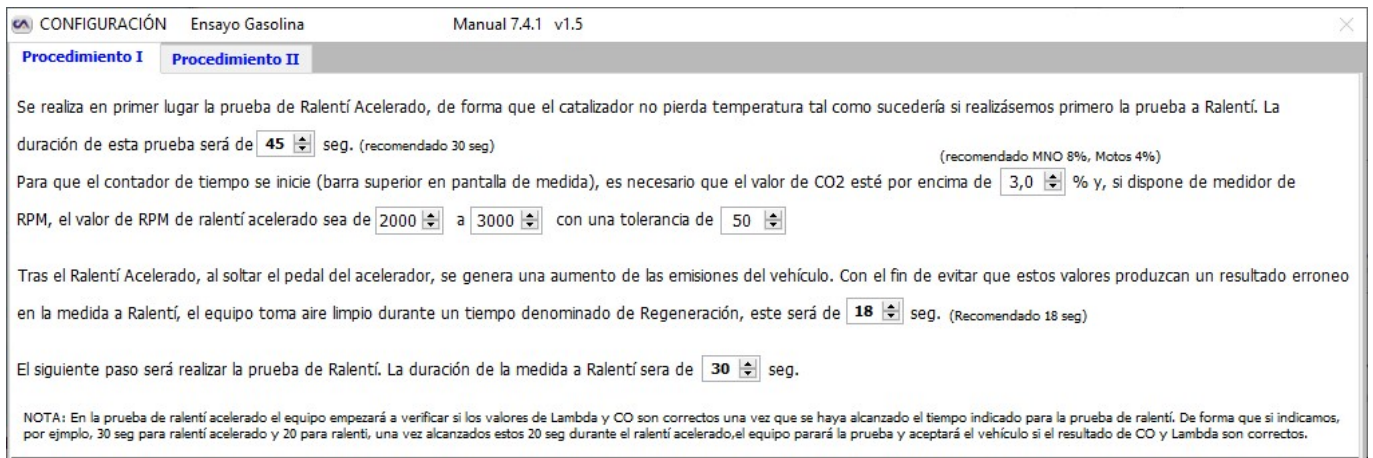 CONFIGURACIÓN Ensayo Gasolina Manual 7.4.1 v1.5
Procedimiento I Procedimiento II
Se realiza en primer lugar la prueba de Ralentí Acelerado, de forma que el catalizador no pierda temperatura tal como sucedería si realizásemos primero la prueba a Ralentí. La
duración de esta prueba será de 45 seg. (recomendado 30 seg)
(recomendado MNO 8%, Motos 4%)
Para que el contador de tiempo se inicie (barra superior en pantalla de medida), es necesario que el valor de CO2 esté por encima de 3,0 % y, si dispone de medidor de
RPM, el valor de RPM de ralentí acelerado sea de 2000 a 3000 con una tolerancia de 50
Tras el Ralentí Acelerado, al soltar el pedal del acelerador, se genera una aumento de las emisiones del vehículo. Con el fin de evitar que estos valores produzcan un resultado erroneo
en la medida a Ralentí, el equipo toma aire limpio durante un tiempo denominado de Regeneración, este será de 18 seg. (Recomendado 18 seg)
El siguiente paso será realizar la prueba de Ralentí. La duración de la medida a Ralentí sera de 30 seg.
NOTA: En la prueba de ralentí acelerado el equipo empezará a verificar si los valores de Lambda y CO son correctos una vez que se haya alcanzado el tiempo indicado para la prueba de ralentí. De forma que si indicamos,
por ejmplo, 30 seg para ralentí acelerado y 20 para ralenti, una vez alcanzados estos 20 seg durante el ralentí acelerado,el equipo parará la prueba y aceptará el vehículo si el resultado de CO y Lambda son correctos.